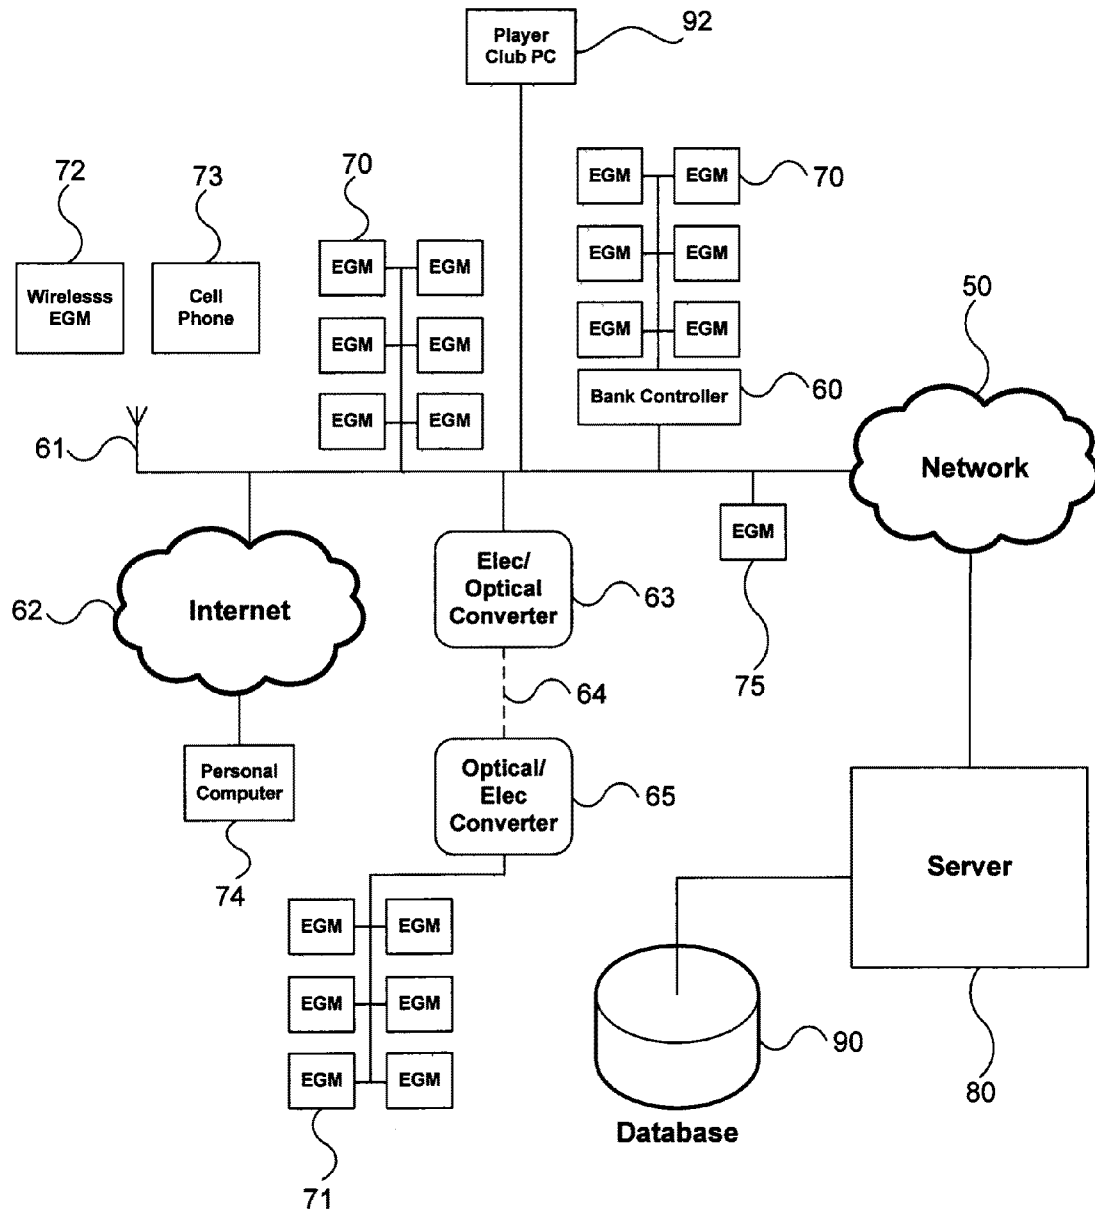 Player
Club PC
92
72
73
70
EGM
EGM
70
EGM
EGM
EGM
EGM
Wirelesss
EGM
Cell
Phone
EGM
EGM
EGM
EGM
EGM
EGM
50
Bank Controller
60
EGM
EGM
61
Network
EGM
75
Elec/
Optical
Converter
63
62
Internet
64
Personal
Computer
74
Optical/
Elec
Converter
65
Server
80
EGM
EGM
EGM
EGM
EGM
EGM
71
90
Database